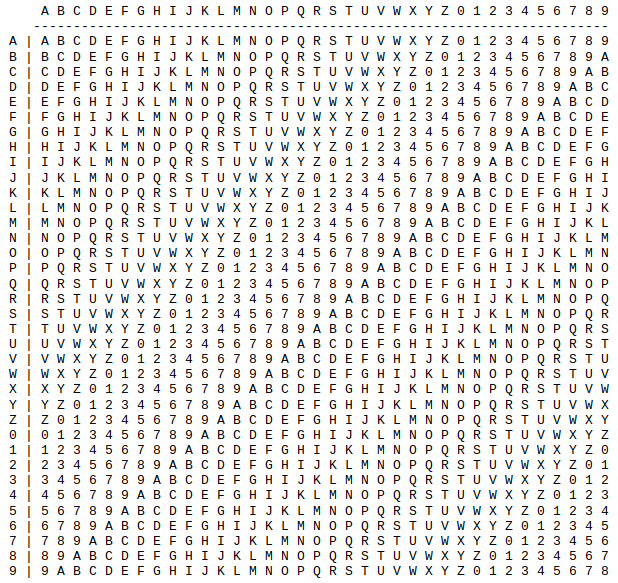 A B C D E F G H I J K L M N O P Q R S T U V W X Y Z 0 1 2 3 4 5 6 7 8 9
------------------------------------------------------------------------
A | A B C D E F G H I J K L M N O P Q R S T U V W X Y Z 0 1 2 3 4 5 6 7 8 9
B | B C D E F G H I J K L M N O P Q R S T U V W X Y Z 0 1 2 3 4 5 6 7 8 9 A
C | C D E F G H I J K L M N O P Q R S T U V W X Y Z 0 1 2 3 4 5 6 7 8 9 A B
D | D E F G H I J K L M N O P Q R S T U V W X Y Z 0 1 2 3 4 5 6 7 8 9 A B C
E | E F G H I J K L M N O P Q R S T U V W X Y Z 0 1 2 3 4 5 6 7 8 9 A B C D
F | F G H I J K L M N O P Q R S T U V W X Y Z 0 1 2 3 4 5 6 7 8 9 A B C D E
G | G H I J K L M N O P Q R S T U V W X Y Z 0 1 2 3 4 5 6 7 8 9 A B C D E F
H | H I J K L M N O P Q R S T U V W X Y Z 0 1 2 3 4 5 6 7 8 9 A B C D E F G
I | I J K L M N O P Q R S T U V W X Y Z 0 1 2 3 4 5 6 7 8 9 A B C D E F G H
J | J K L M N O P Q R S T U V W X Y Z 0 1 2 3 4 5 6 7 8 9 A B C D E F G H I
K | K L M N O P Q R S T U V W X Y Z 0 1 2 3 4 5 6 7 8 9 A B C D E F G H I J
L | L M N O P Q R S T U V W X Y Z 0 1 2 3 4 5 6 7 8 9 A B C D E F G H I J K
M | M N O P Q R S T U V W X Y Z 0 1 2 3 4 5 6 7 8 9 A B C D E F G H I J K L
N | N O P Q R S T U V W X Y Z 0 1 2 3 4 5 6 7 8 9 A B C D E F G H I J K L M
O | O P Q R S T U V W X Y Z 0 1 2 3 4 5 6 7 8 9 A B C D E F G H I J K L M N
P | P Q R S T U V W X Y Z 0 1 2 3 4 5 6 7 8 9 A B C D E F G H I J K L M N O
Q | Q R S T U V W X Y Z 0 1 2 3 4 5 6 7 8 9 A B C D E F G H I J K L M N O P
R | R S T U V W X Y Z 0 1 2 3 4 5 6 7 8 9 A B C D E F G H I J K L M N O P Q
S | S T U V W X Y Z 0 1 2 3 4 5 6 7 8 9 A B C D E F G H I J K L M N O P Q R
T | T U V W X Y Z 0 1 2 3 4 5 6 7 8 9 A B C D E F G H I J K L M N O P Q R S
U | U V W X Y Z 0 1 2 3 4 5 6 7 8 9 A B C D E F G H I J K L M N O P Q R S T
V | V W X Y Z 0 1 2 3 4 5 6 7 8 9 A B C D E F G H I J K L M N O P Q R S T U
W | W X Y Z 0 1 2 3 4 5 6 7 8 9 A B C D E F G H I J K L M N O P Q R S T U V
X | X Y Z 0 1 2 3 4 5 6 7 8 9 A B C D E F G H I J K L M N O P Q R S T U V W
Y | Y Z 0 1 2 3 4 5 6 7 8 9 A B C D E F G H I J K L M N O P Q R S T U V W X
Z | Z 0 1 2 3 4 5 6 7 8 9 A B C D E F G H I J K L M N O P Q R S T U V W X Y
0 | 0 1 2 3 4 5 6 7 8 9 A B C D E F G H I J K L M N O P Q R S T U V W X Y Z
1 | 1 2 3 4 5 6 7 8 9 A B C D E F G H I J K L M N O P Q R S T U V W X Y Z 0
2 | 2 3 4 5 6 7 8 9 A B C D E F G H I J K L M N O P Q R S T U V W X Y Z 0 1
3 | 3 4 5 6 7 8 9 A B C D E F G H I J K L M N O P Q R S T U V W X Y Z 0 1 2
4 | 4 5 6 7 8 9 A B C D E F G H I J K L M N O P Q R S T U V W X Y Z 0 1 2 3
5 | 5 6 7 8 9 A B C D E F G H I J K L M N O P Q R S T U V W X Y Z 0 1 2 3 4
6 | 6 7 8 9 A B C D E F G H I J K L M N O P Q R S T U V W X Y Z 0 1 2 3 4 5
7 | 7 8 9 A B C D E F G H I J K L M N O P Q R S T U V W X Y Z 0 1 2 3 4 5 6
8 | 8 9 A B C D E F G H I J K L M N O P Q R S T U V W X Y Z 0 1 2 3 4 5 6 7
9 | 9 A B C D E F G H I J K L M N O P Q R S T U V W X Y Z 0 1 2 3 4 5 6 7 8